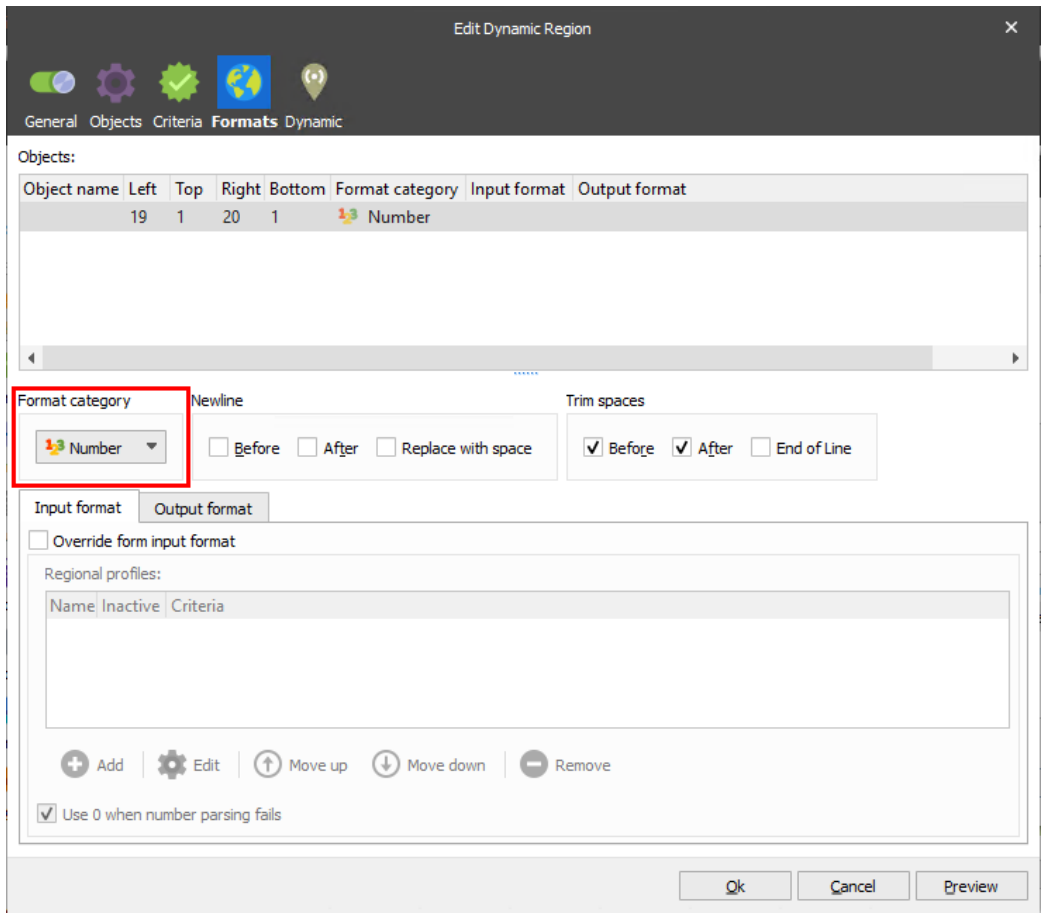 Edit Dynamic Region
General Objects Criteria Formats Dynamic
Objects:
Object name Left Top Right Bottom Format category Input format Output format
19 1 20 1 Number
Format category Newline Trim spaces
Number Before After Replace with space Before After End of Line
Input format Output format
Override form input format
Regional profiles:
Name Inactive Criteria
Add Edit Move up Move down Remove
Use 0 when number parsing fails
Ok Cancel Preview